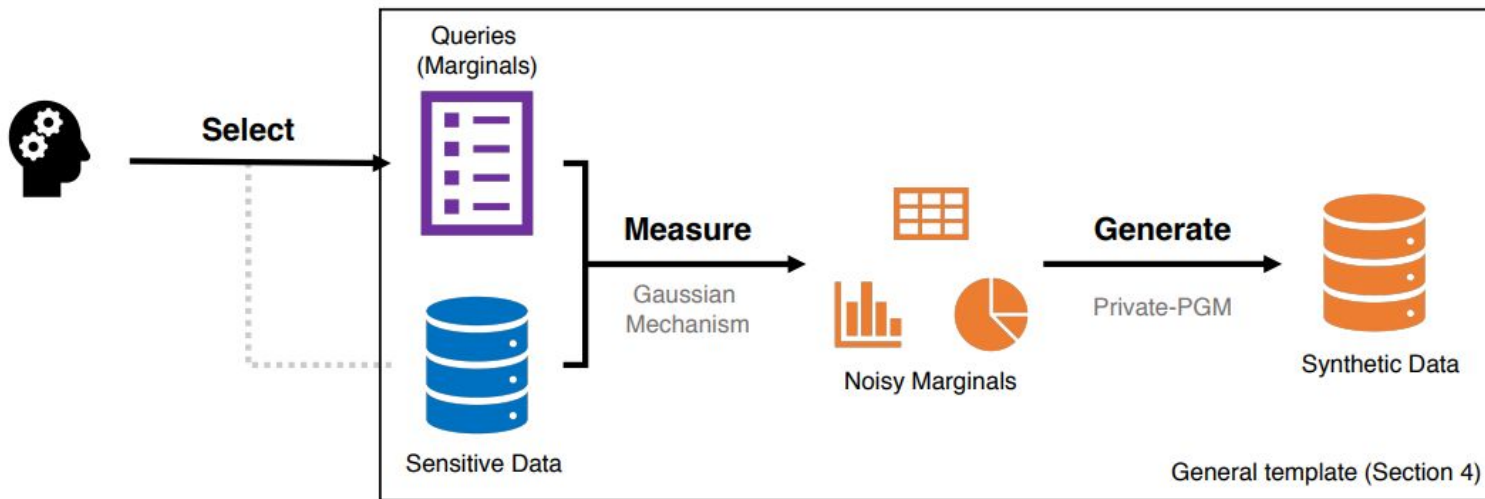 Queries
(Marginals)
Select
Measure
Gaussian
Mechanism
Generate
Private-PGM
Noisy Marginals
Synthetic Data
Sensitive Data
General template (Section 4)